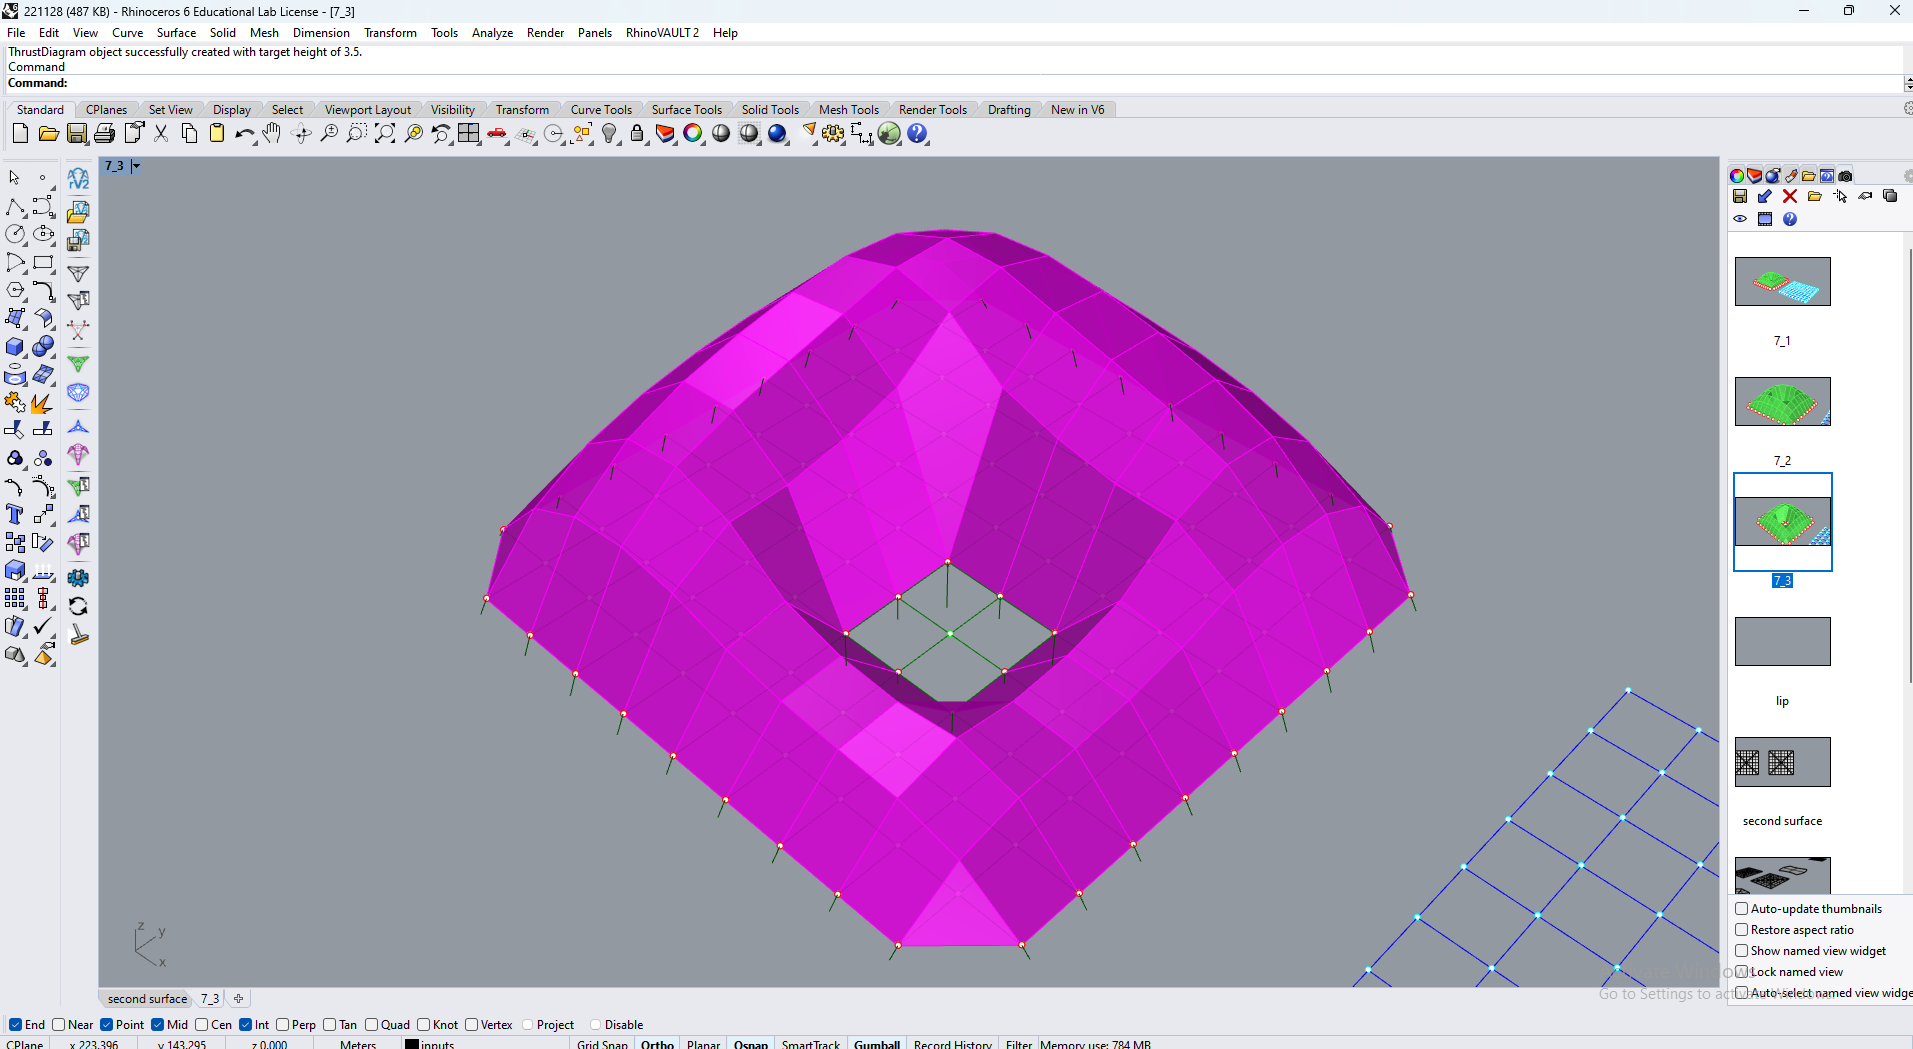 221128 (487 KB) - Rhinoceros 6 Educational Lab License - [7_3]
File Edit View Curve Surface Solid Mesh Dimension Transform Tools Analyze Render Panels RhinoVAULT2 Help
ThrustDiagram object successfully created with target height of 3.5.
Command
Command:
Standard CPlanes Set View Display Select Viewport Layout Visibility Transform Curve Tools Surface Tools Solid Tools Mesh Tools Render Tools Drafting New in V6
7_3
rV2
7_1
7_2
7_3
lip
second surface
Auto-update thumbnails
Restore aspect ratio
Show named view widget
Lock named view
Auto-select named view widge
Go to Settings to activate Windows.
z
y
x
second surface 7_3
End Near Point Mid Cen Int Perp Tan Quad Knot Vertex Project Disable
CPlane x 223.396 y 143.295 z 0.000 Meters inputs Grid Snap Ortho Planar Osnap SmartTrack Gumball Record History Filter Memory use: 784 MB